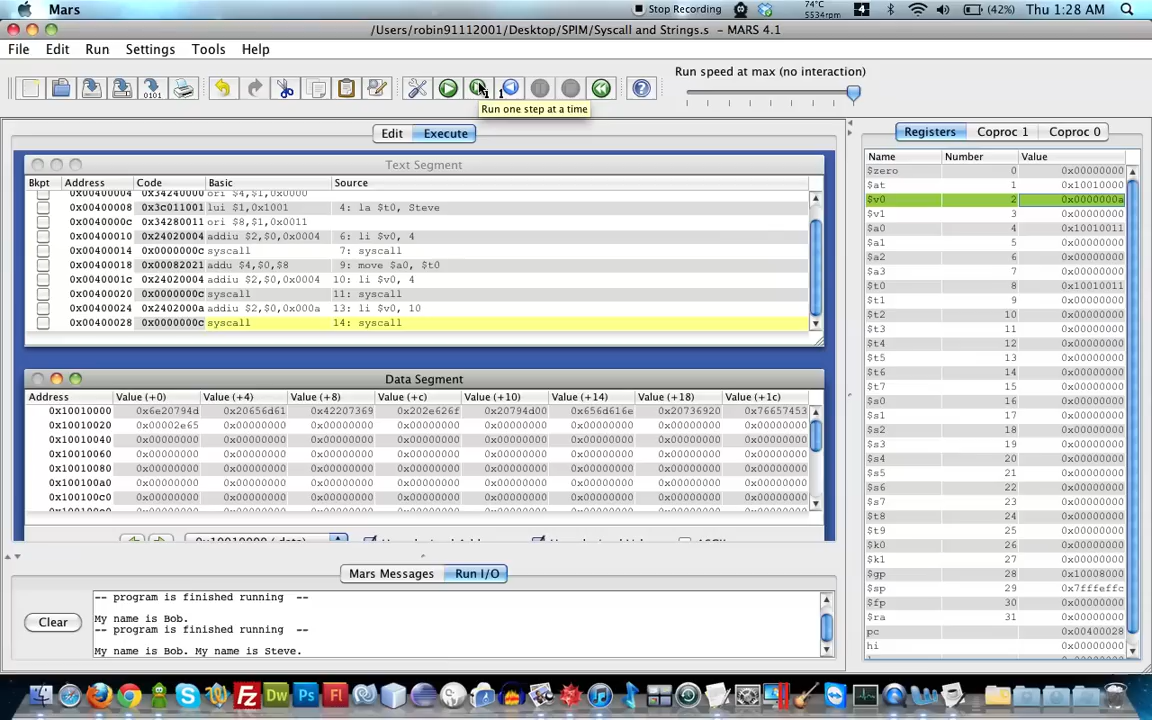 Mars
Stop Recording
74°C
5534rpm
4
(42%)
Thu 1:28 AM
/Users/robin91112001/Desktop/SPIM/Syscall and Strings.s - MARS 4.1
File Edit Run Settings Tools Help
Run speed at max (no interaction)
Run one step at a time
Edit Execute
Registers Coproc 1 Coproc 0
Text Segment
Bkpt Address Code Basic Source
0x00400004 0x34240000 ori $4,$1,0x0000
0x00400008 0x3c011001 lui $1,0x1001 4: la $t0, Steve
0x0040000c 0x34280011 ori $8,$1,0x0011
0x00400010 0x24020004 addiu $2,$0,0x0004 6: li $v0, 4
0x00400014 0x0000000c syscall 7: syscall
0x00400018 0x00082021 addu $4,$0,$8 9: move $a0, $t0
0x0040001c 0x24020004 addiu $2,$0,0x0004 10: li $v0, 4
0x00400020 0x0000000c syscall 11: syscall
0x00400024 0x2402000a addiu $2,$0,0x000a 13: li $v0, 10
0x00400028 0x0000000c syscall 14: syscall
Data Segment
Address Value (+0) Value (+4) Value (+8) Value (+c) Value (+10) Value (+14) Value (+18) Value (+1c)
0x10010000 0x6e20794d 0x20656d61 0x42207369 0x202e626f 0x20794d00 0x656d616e 0x20736920 0x76657453
0x10010020 0x00002e65 0x00000000 0x00000000 0x00000000 0x00000000 0x00000000 0x00000000 0x00000000
0x10010040 0x00000000 0x00000000 0x00000000 0x00000000 0x00000000 0x00000000 0x00000000 0x00000000
0x10010060 0x00000000 0x00000000 0x00000000 0x00000000 0x00000000 0x00000000 0x00000000 0x00000000
0x10010080 0x00000000 0x00000000 0x00000000 0x00000000 0x00000000 0x00000000 0x00000000 0x00000000
0x100100a0 0x00000000 0x00000000 0x00000000 0x00000000 0x00000000 0x00000000 0x00000000 0x00000000
0x100100c0 0x00000000 0x00000000 0x00000000 0x00000000 0x00000000 0x00000000 0x00000000 0x00000000
Mars Messages Run I/O
-- program is finished running --
My name is Bob.
-- program is finished running --
My name is Bob. My name is Steve.
Clear
Name Number Value
$zero 0 0x00000000
$at 1 0x10010000
$v0 2 0x0000000a
$v1 3 0x00000000
$a0 4 0x10010011
$a1 5 0x00000000
$a2 6 0x00000000
$a3 7 0x00000000
$t0 8 0x10010011
$t1 9 0x00000000
$t2 10 0x00000000
$t3 11 0x00000000
$t4 12 0x00000000
$t5 13 0x00000000
$t6 14 0x00000000
$t7 15 0x00000000
$s0 16 0x00000000
$s1 17 0x00000000
$s2 18 0x00000000
$s3 19 0x00000000
$s4 20 0x00000000
$s5 21 0x00000000
$s6 22 0x00000000
$s7 23 0x00000000
$t8 24 0x00000000
$t9 25 0x00000000
$k0 26 0x00000000
$k1 27 0x00000000
$gp 28 0x10008000
$sp 29 0x7fffeffc
$fp 30 0x00000000
$ra 31 0x00000000
pc 0x00400028
hi 0x00000000